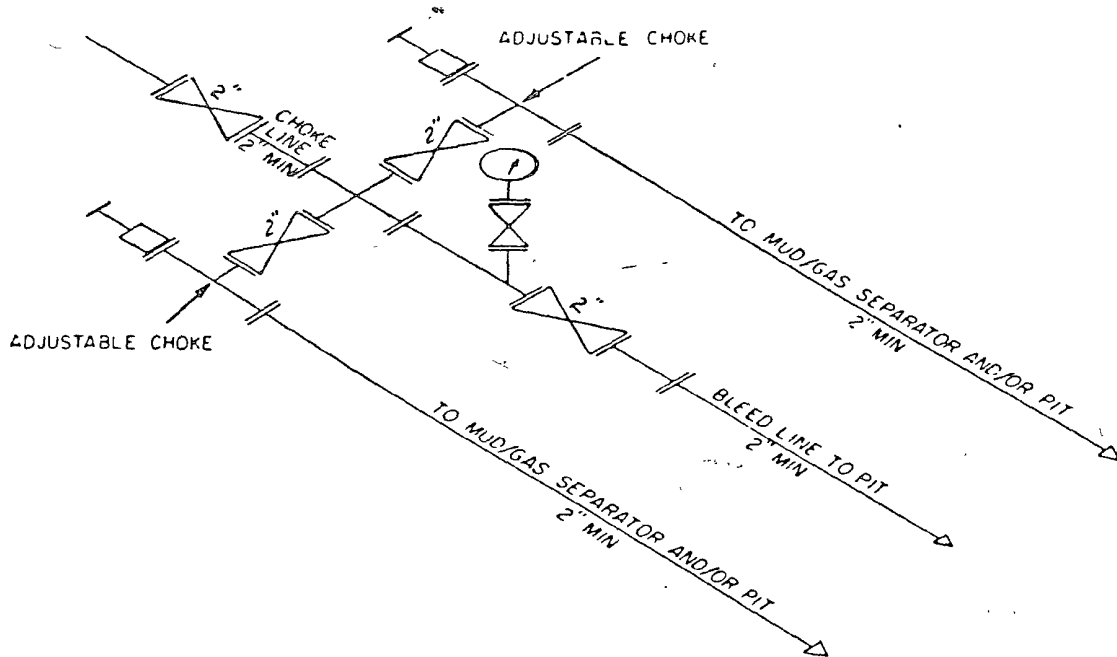 ADJUSTABLE CHOKE
2"
CHOKE
LINE
2" MIN
2"
2"
2"
ADJUSTABLE CHOKE
TO MUD/GAS SEPARATOR AND/OR PIT
2" MIN
BLEED LINE TO PIT
2" MIN
TO MUD/GAS SEPARATOR AND/OR PIT
2" MIN